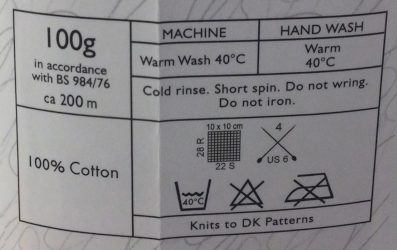 100g
in accordance
with BS 984/76
ca 200 m
MACHINE
HAND WASH
Warm Wash 40°C
Warm
40°C
Cold rinse. Short spin. Do not wring.
Do not iron.
100% Cotton
10 x 10 cm
28 R
22 S
4
US 6
40°C
Knits to DK Patterns